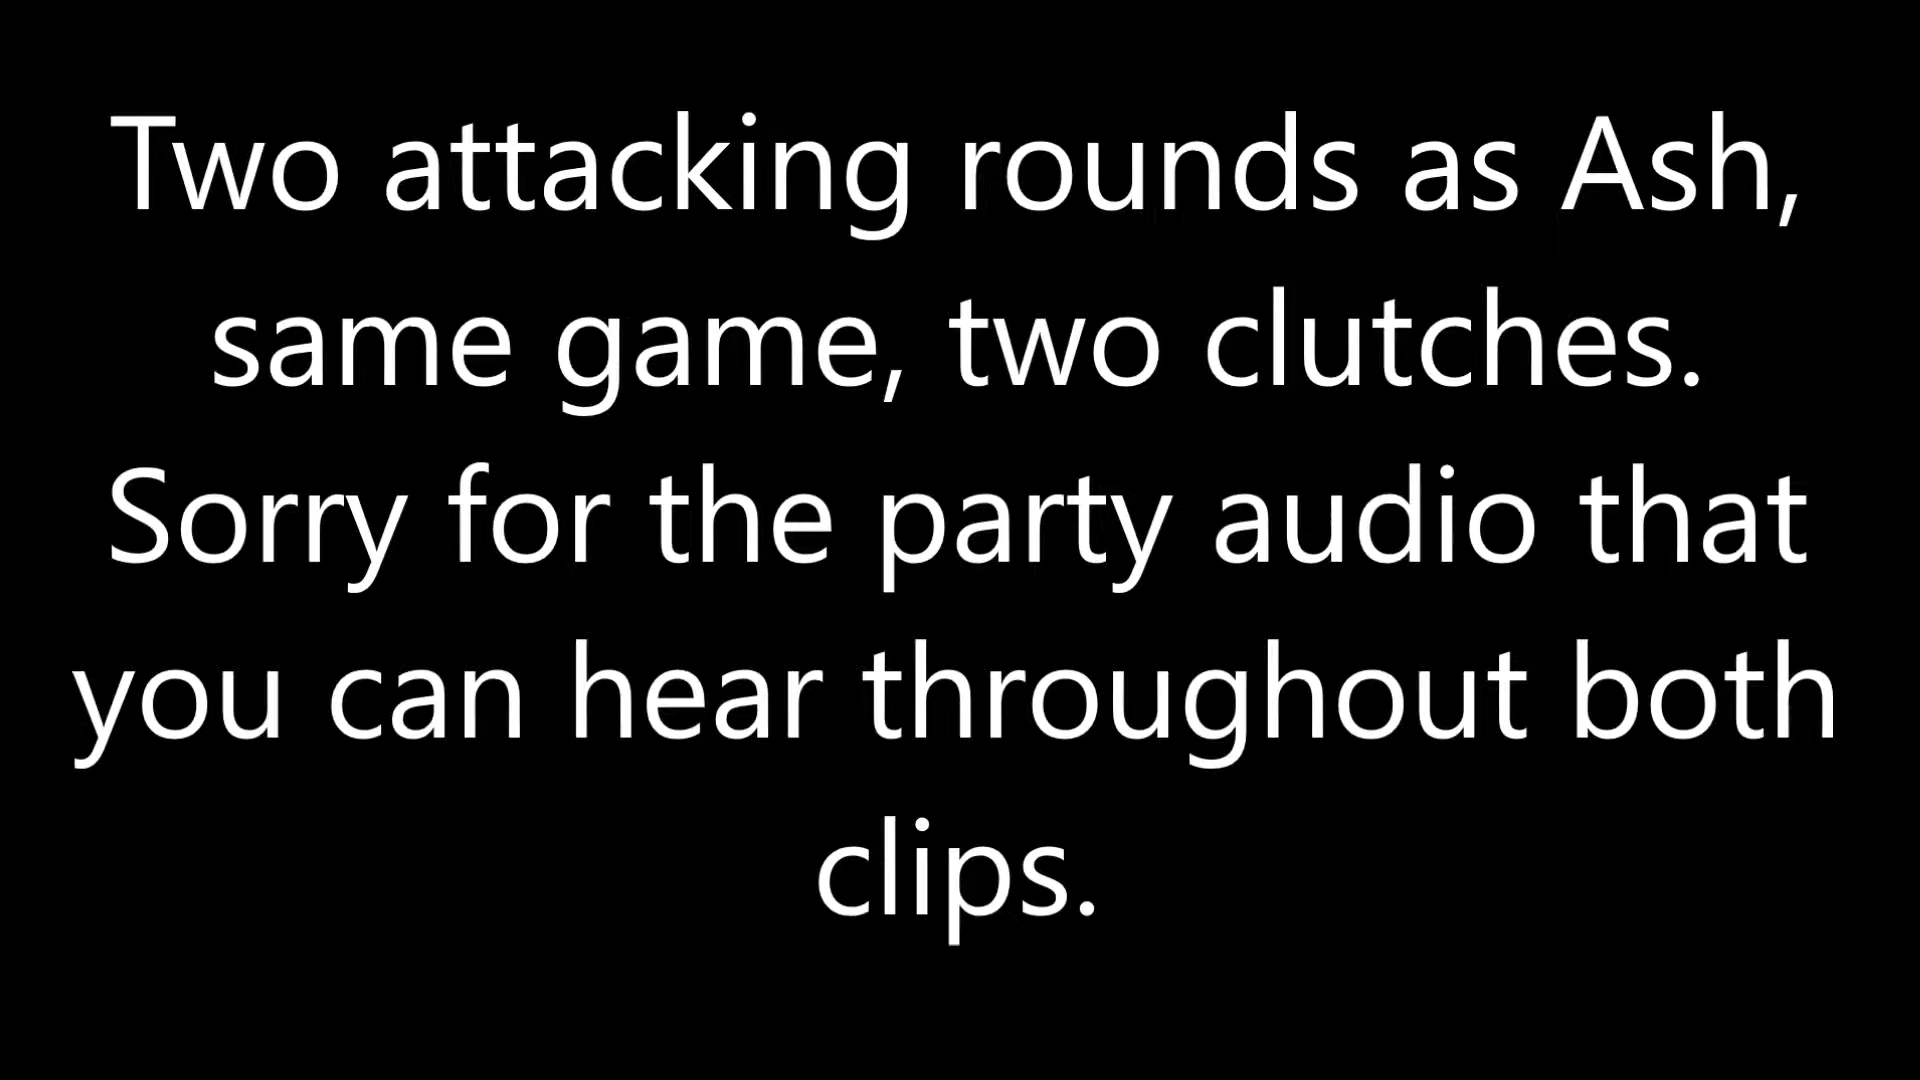 Two attacking rounds as Ash,
same game, two clutches.
Sorry for the party audio that
you can hear throughout both
clips.